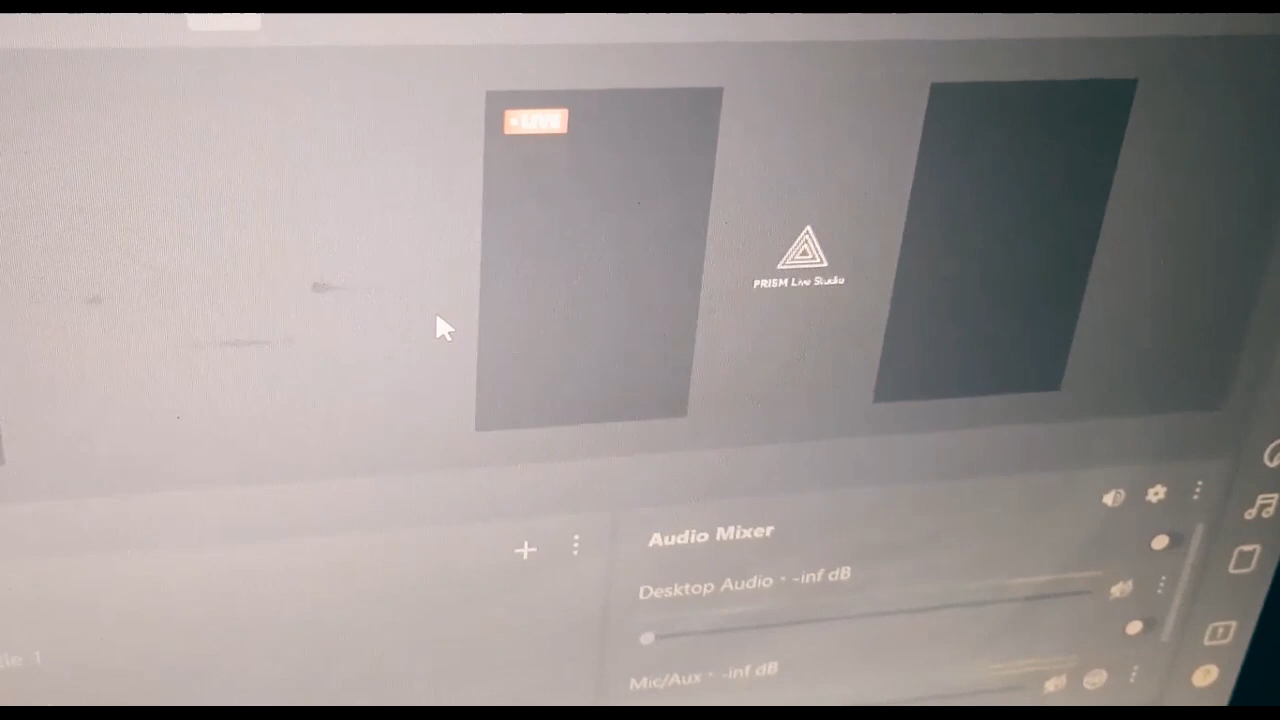 LIVE
PRISM Live Studio
Audio Mixer
Desktop Audio • -inf dB
Mic/Aux • -inf dB